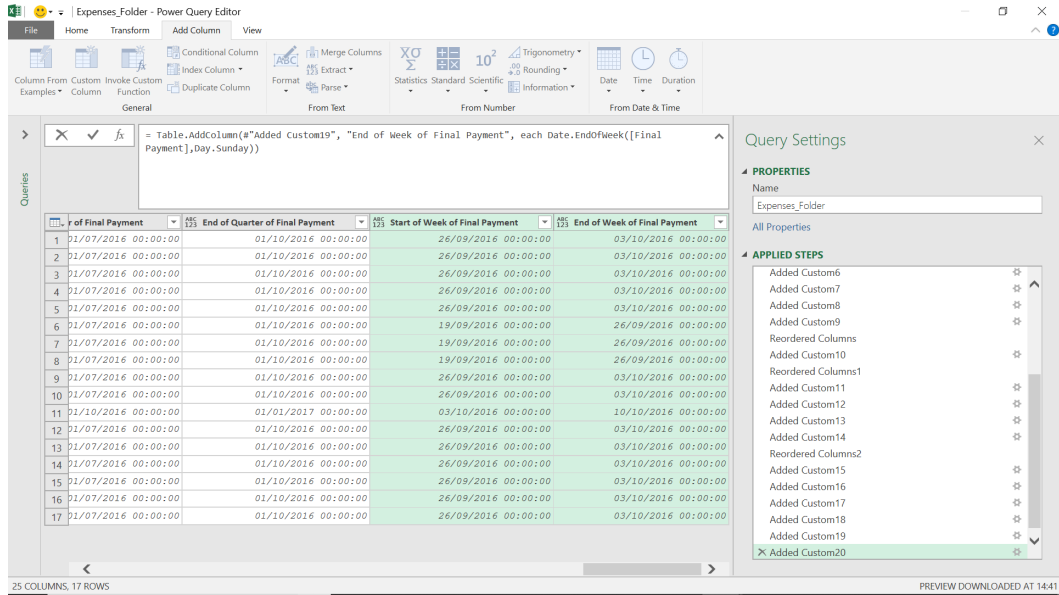 Expenses_Folder - Power Query Editor
File Home Transform Add Column View
Column From Examples
Custom Column
Invoke Custom Function
Conditional Column
Index Column
Duplicate Column
General
Format
Merge Columns
Extract
Parse
From Text
Statistics
Standard
Scientific
Trigonometry
Rounding
Information
From Number
Date
Time
Duration
From Date & Time
= Table.AddColumn(#"Added Custom19", "End of Week of Final Payment", each Date.EndOfWeek([Final
Payment],Day.Sunday))
Queries
r of Final Payment ABC 123 End of Quarter of Final Payment ABC 123 Start of Week of Final Payment ABC 123 End of Week of Final Payment
1 01/07/2016 00:00:00 01/10/2016 00:00:00 26/09/2016 00:00:00 03/10/2016 00:00:00
2 01/07/2016 00:00:00 01/10/2016 00:00:00 26/09/2016 00:00:00 03/10/2016 00:00:00
3 01/07/2016 00:00:00 01/10/2016 00:00:00 26/09/2016 00:00:00 03/10/2016 00:00:00
4 01/07/2016 00:00:00 01/10/2016 00:00:00 26/09/2016 00:00:00 03/10/2016 00:00:00
5 01/07/2016 00:00:00 01/10/2016 00:00:00 26/09/2016 00:00:00 03/10/2016 00:00:00
6 01/07/2016 00:00:00 01/10/2016 00:00:00 19/09/2016 00:00:00 26/09/2016 00:00:00
7 01/07/2016 00:00:00 01/10/2016 00:00:00 19/09/2016 00:00:00 26/09/2016 00:00:00
8 01/07/2016 00:00:00 01/10/2016 00:00:00 19/09/2016 00:00:00 26/09/2016 00:00:00
9 01/07/2016 00:00:00 01/10/2016 00:00:00 26/09/2016 00:00:00 03/10/2016 00:00:00
10 01/07/2016 00:00:00 01/10/2016 00:00:00 26/09/2016 00:00:00 03/10/2016 00:00:00
11 01/10/2016 00:00:00 01/01/2017 00:00:00 03/10/2016 00:00:00 10/10/2016 00:00:00
12 01/07/2016 00:00:00 01/10/2016 00:00:00 26/09/2016 00:00:00 03/10/2016 00:00:00
13 01/07/2016 00:00:00 01/10/2016 00:00:00 26/09/2016 00:00:00 03/10/2016 00:00:00
14 01/07/2016 00:00:00 01/10/2016 00:00:00 26/09/2016 00:00:00 03/10/2016 00:00:00
15 01/07/2016 00:00:00 01/10/2016 00:00:00 26/09/2016 00:00:00 03/10/2016 00:00:00
16 01/07/2016 00:00:00 01/10/2016 00:00:00 26/09/2016 00:00:00 03/10/2016 00:00:00
17 01/07/2016 00:00:00 01/10/2016 00:00:00 26/09/2016 00:00:00 03/10/2016 00:00:00
Query Settings
PROPERTIES
Name
Expenses_Folder
All Properties
APPLIED STEPS
Added Custom6
Added Custom7
Added Custom8
Added Custom9
Reordered Columns
Added Custom10
Reordered Columns1
Added Custom11
Added Custom12
Added Custom13
Added Custom14
Reordered Columns2
Added Custom15
Added Custom16
Added Custom17
Added Custom18
Added Custom19
Added Custom20
25 COLUMNS, 17 ROWS
PREVIEW DOWNLOADED AT 14:41